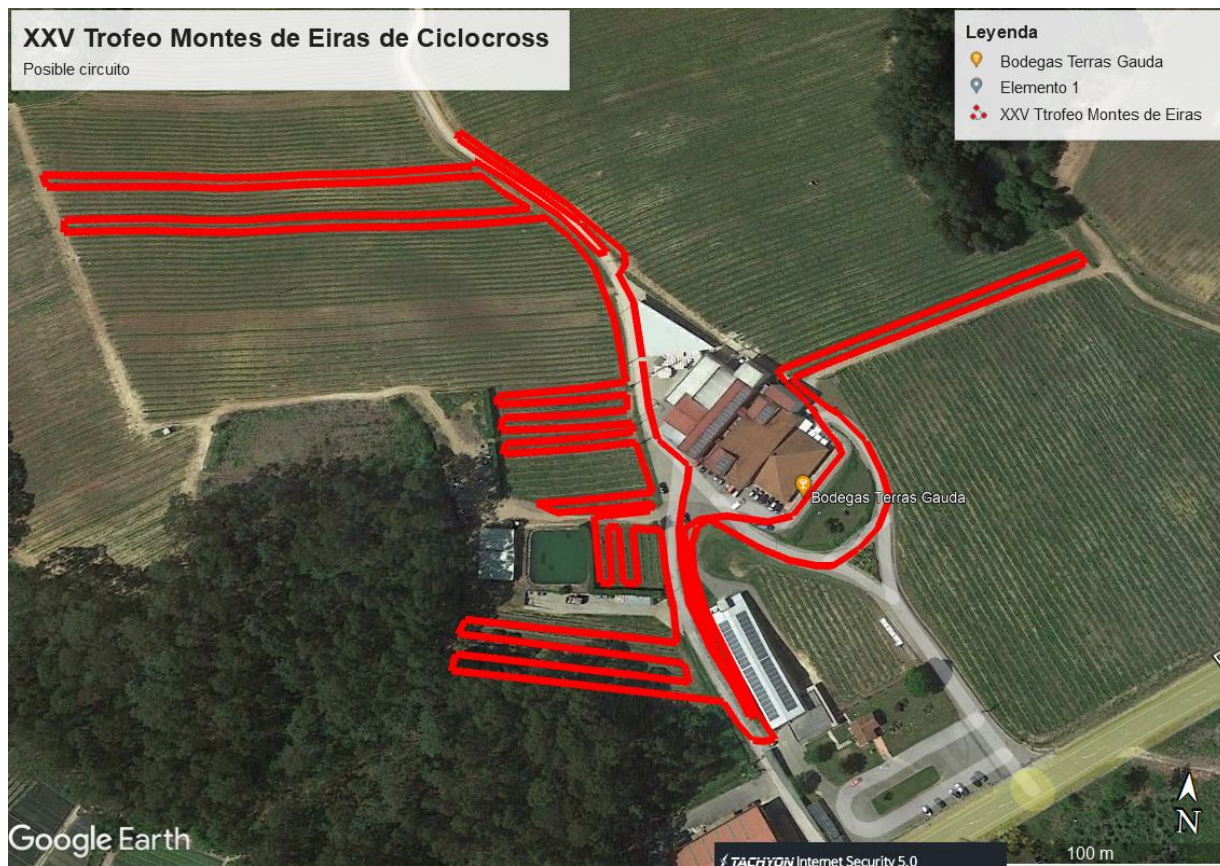 XXV Trofeo Montes de Eiras de Ciclocross
Posible circuito
Leyenda
Bodegas Terras Gauda
Elemento 1
XXV Ttrofeo Montes de Eiras
Bodegas Terras Gauda
Google Earth
TACHYON Internet Security 5.0
100 m
N